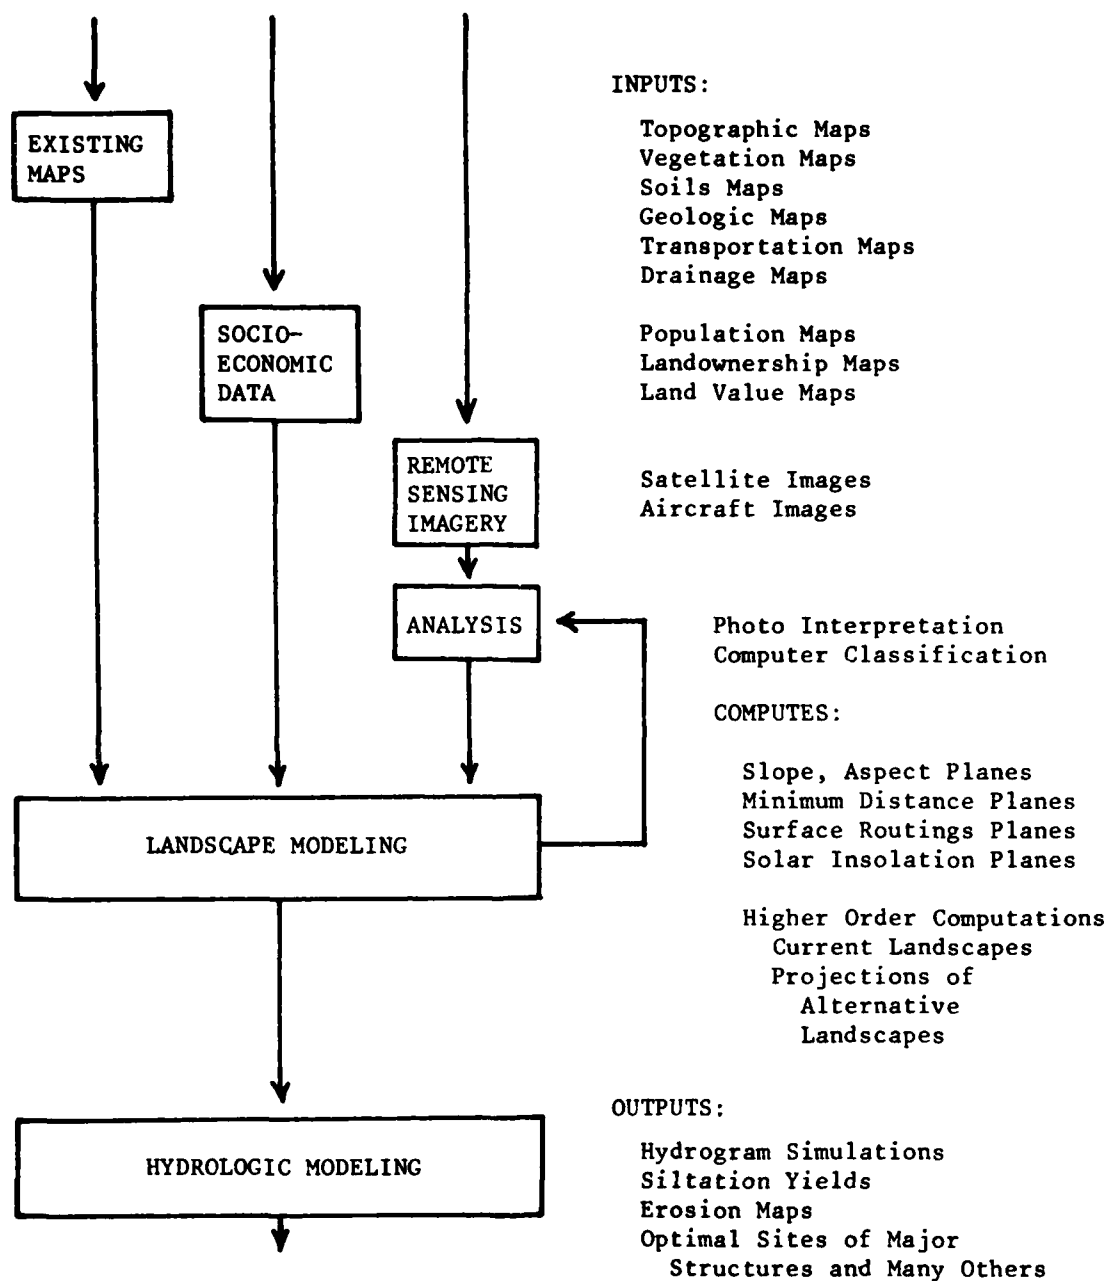 EXISTING
MAPS
SOCIO-
ECONOMIC
DATA
REMOTE
SENSING
IMAGERY
ANALYSIS
LANDSCAPE MODELING
HYDROLOGIC MODELING
INPUTS:
Topographic Maps
Vegetation Maps
Soils Maps
Geologic Maps
Transportation Maps
Drainage Maps
Population Maps
Landownership Maps
Land Value Maps
Satellite Images
Aircraft Images
Photo Interpretation
Computer Classification
COMPUTES:
Slope, Aspect Planes
Minimum Distance Planes
Surface Routings Planes
Solar Insolation Planes
Higher Order Computations
Current Landscapes
Projections of
Alternative
Landscapes
OUTPUTS:
Hydrogram Simulations
Siltation Yields
Erosion Maps
Optimal Sites of Major
Structures and Many Others